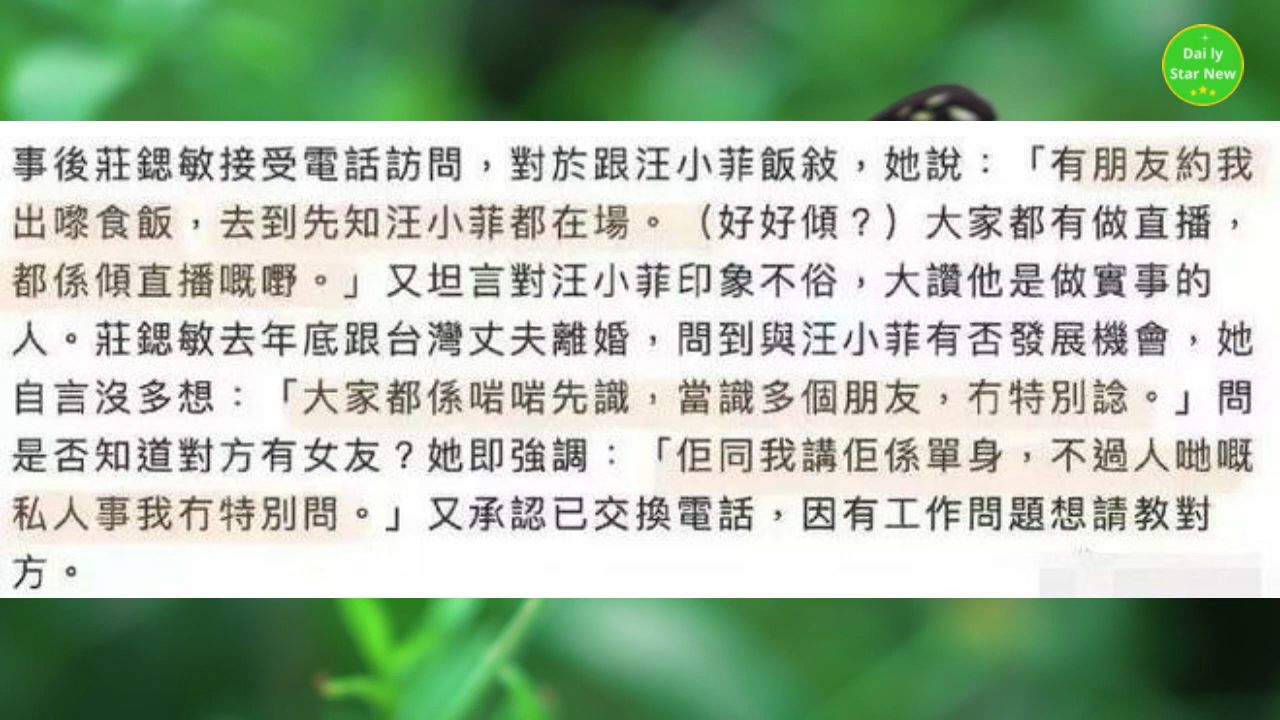 Dai ly
Star New
事後莊鍶敏接受電話訪問，對於跟汪小菲飯敍，她說：「有朋友約我
出嚟食飯，去到先知汪小菲都在場。（好好傾？）大家都有做直播，
都係傾直播嘅嘢。」又坦言對汪小菲印象不俗，大讚他是做實事的
人。莊鍶敏去年底跟台灣丈夫離婚，問到與汪小菲有否發展機會，她
自言沒多想：「大家都係啱啱先識，當識多個朋友，冇特別諗。」問
是否知道對方有女友？她即強調：「佢同我講佢係單身，不過人哋嘅
私人事我冇特別問。」又承認已交換電話，因有工作問題想請教對
方。